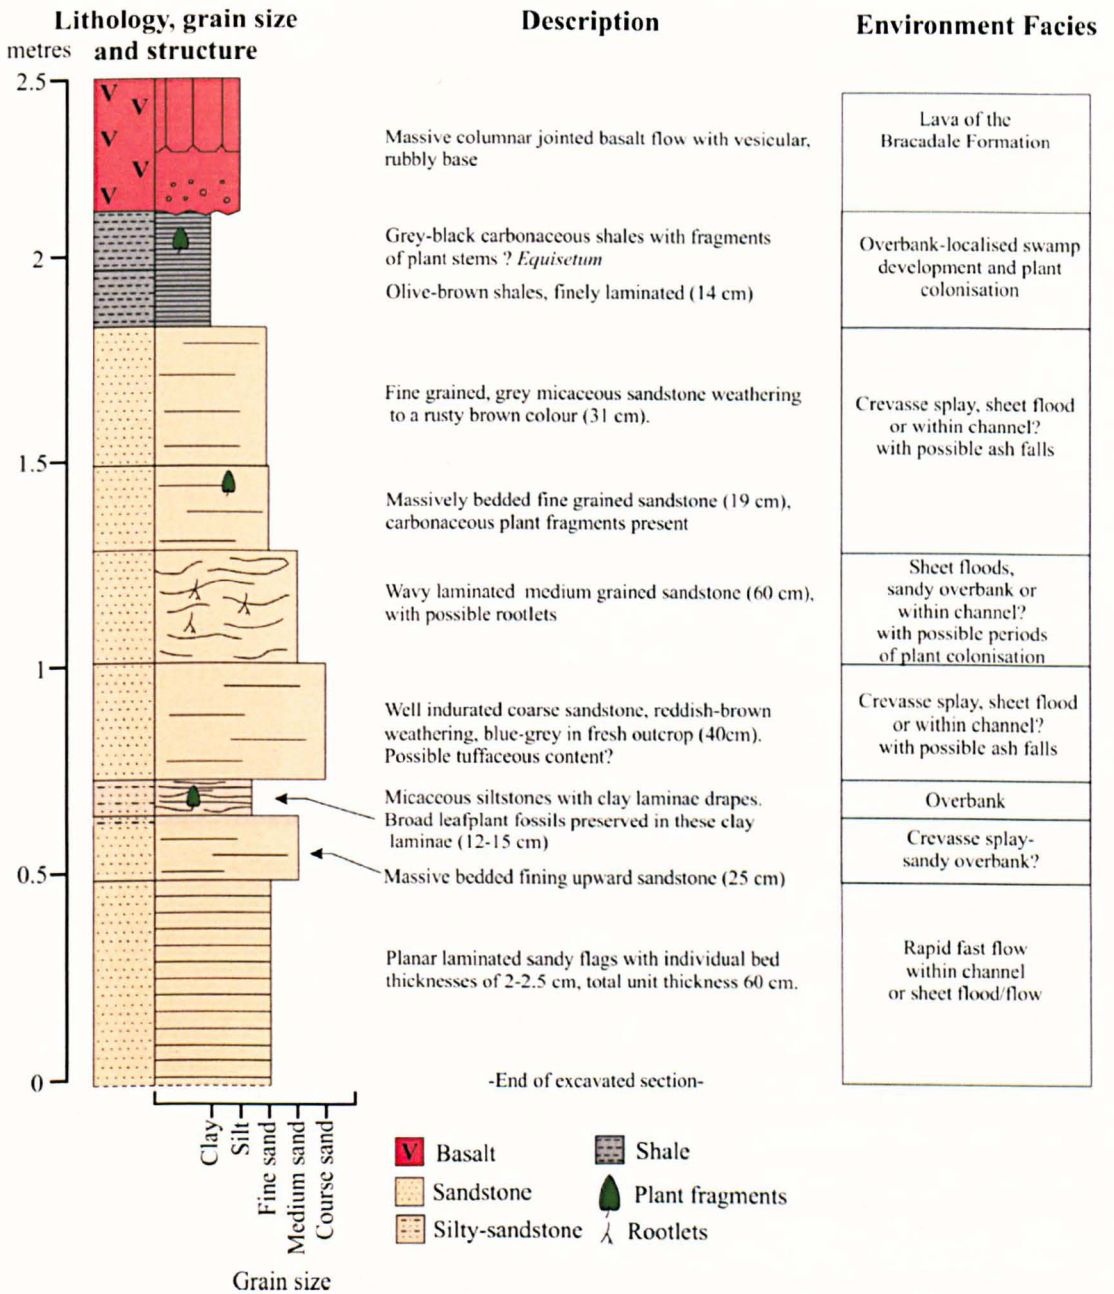 Lithology, grain size
and structure
Description
Environment Facies
metres
2.5
2
1.5
1
0.5
0
V
V
V
V
V
Massive columnar jointed basalt flow with vesicular,
rubbly base
Grey-black carbonaceous shales with fragments
of plant stems ? Equisetum
Olive-brown shales, finely laminated (14 cm)
Fine grained, grey micaceous sandstone weathering
to a rusty brown colour (31 cm).
Massively bedded fine grained sandstone (19 cm),
carbonaceous plant fragments present
Wavy laminated medium grained sandstone (60 cm),
with possible rootlets
Well indurated coarse sandstone, reddish-brown
weathering, blue-grey in fresh outcrop (40cm).
Possible tuffaceous content?
Micaceous siltstones with clay laminae drapes.
Broad leafplant fossils preserved in these clay
laminae (12-15 cm)
Massive bedded fining upward sandstone (25 cm)
Planar laminated sandy flags with individual bed
thicknesses of 2-2.5 cm, total unit thickness 60 cm.
-End of excavated section-
Lava of the
Bracadale Formation
Overbank-localised swamp
development and plant
colonisation
Crevasse splay, sheet flood
or within channel?
with possible ash falls
Sheet floods,
sandy overbank or
within channel?
with possible periods
of plant colonisation
Crevasse splay, sheet flood
or within channel?
with possible ash falls
Overbank
Crevasse splay-
sandy overbank?
Rapid fast flow
within channel
or sheet flood/flow
Clay
Silt
Fine sand
Medium sand
Course sand
Grain size
V Basalt
Sandstone
Silty-sandstone
Shale
Plant fragments
Rootlets